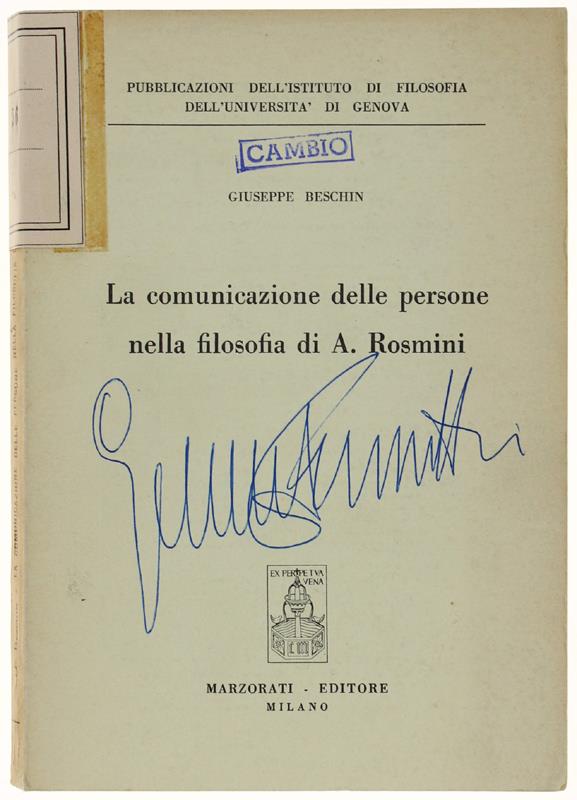 PUBBLICAZIONI DELL'ISTITUTO DI FILOSOFIA
DELL'UNIVERSITA' DI GENOVA
CAMBIO
GIUSEPPE BESCHIN
La comunicazione delle persone
nella filosofia di A. Rosmini
EX PERPETVA
VENA
MARZORATI - EDITORE
MILANO